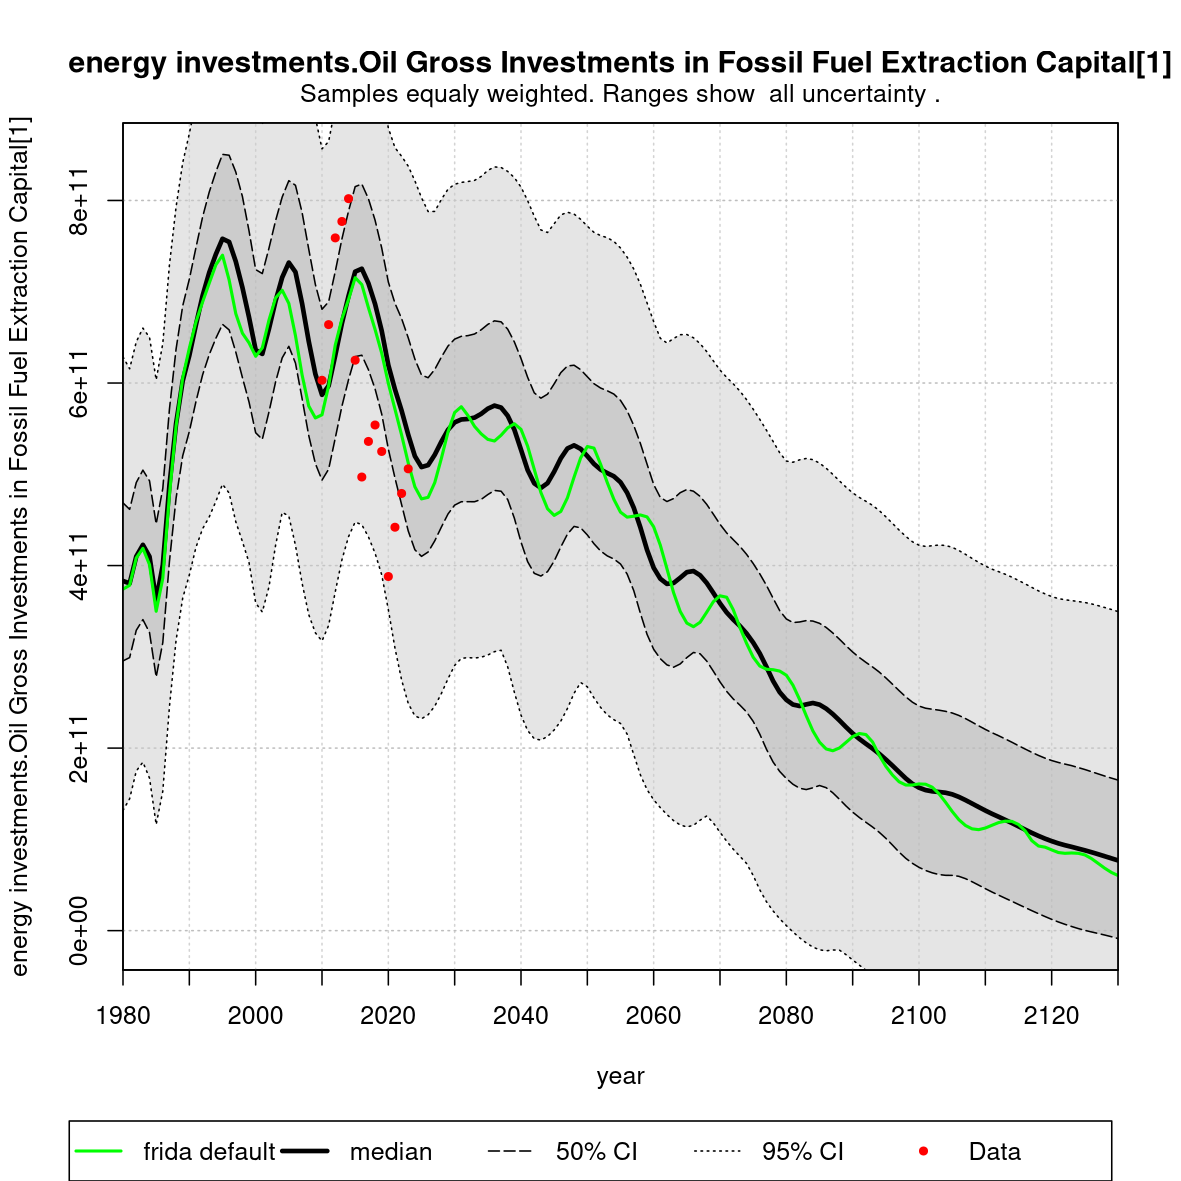 energy investments.Oil Gross Investments in Fossil Fuel Extraction Capital[1]
Samples equaly weighted. Ranges show  all uncertainty .
energy investments.Oil Gross Investments in Fossil Fuel Extraction Capital[1]
8e+11
6e+11
4e+11
2e+11
0e+00
1980 2000 2020 2040 2060 2080 2100 2120
year
frida default median 50% CI 95% CI Data